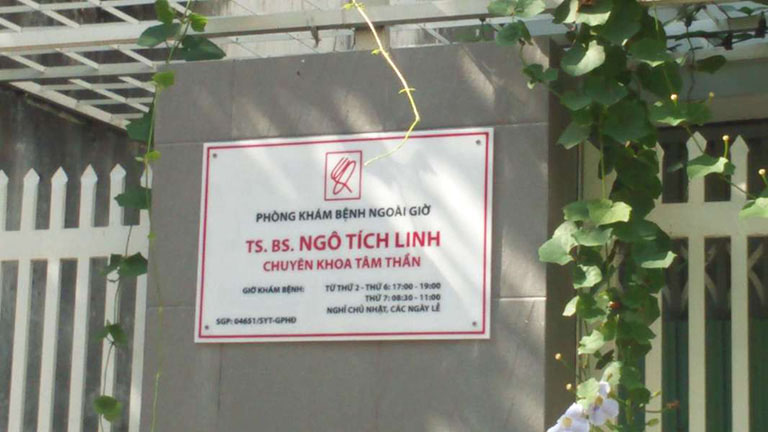 PHÒNG KHÁM BỆNH NGOÀI GIỜ
TS. BS. NGÔ TÍCH LINH
CHUYÊN KHOA TÂM THẦN
GIỜ KHÁM BỆNH: TỪ THỨ 2 - THỨ 6: 17:00 - 19:00
THỨ 7: 08:30 - 11:00
NGHỈ CHỦ NHẬT, CÁC NGÀY LỄ
SGP: 04651/SYT-GPHĐ